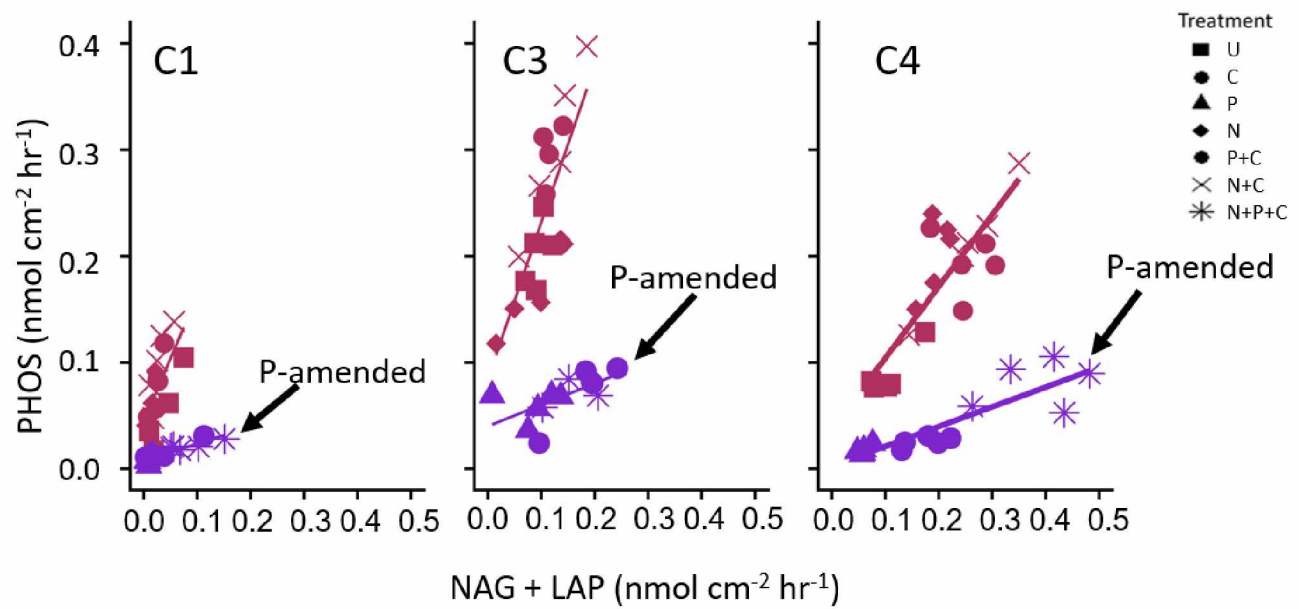 C1
C3
C4
Treatment
U
C
P
N
P+C
N+C
N+P+C
PHOS (nmol cm⁻² hr⁻¹)
0.4
0.3
0.2
0.1
0.0
P-amended
P-amended
P-amended
0.0 0.1 0.2 0.3 0.4 0.5
0.0 0.1 0.2 0.3 0.4 0.5
0.0 0.1 0.2 0.3 0.4 0.5
NAG + LAP (nmol cm⁻² hr⁻¹)